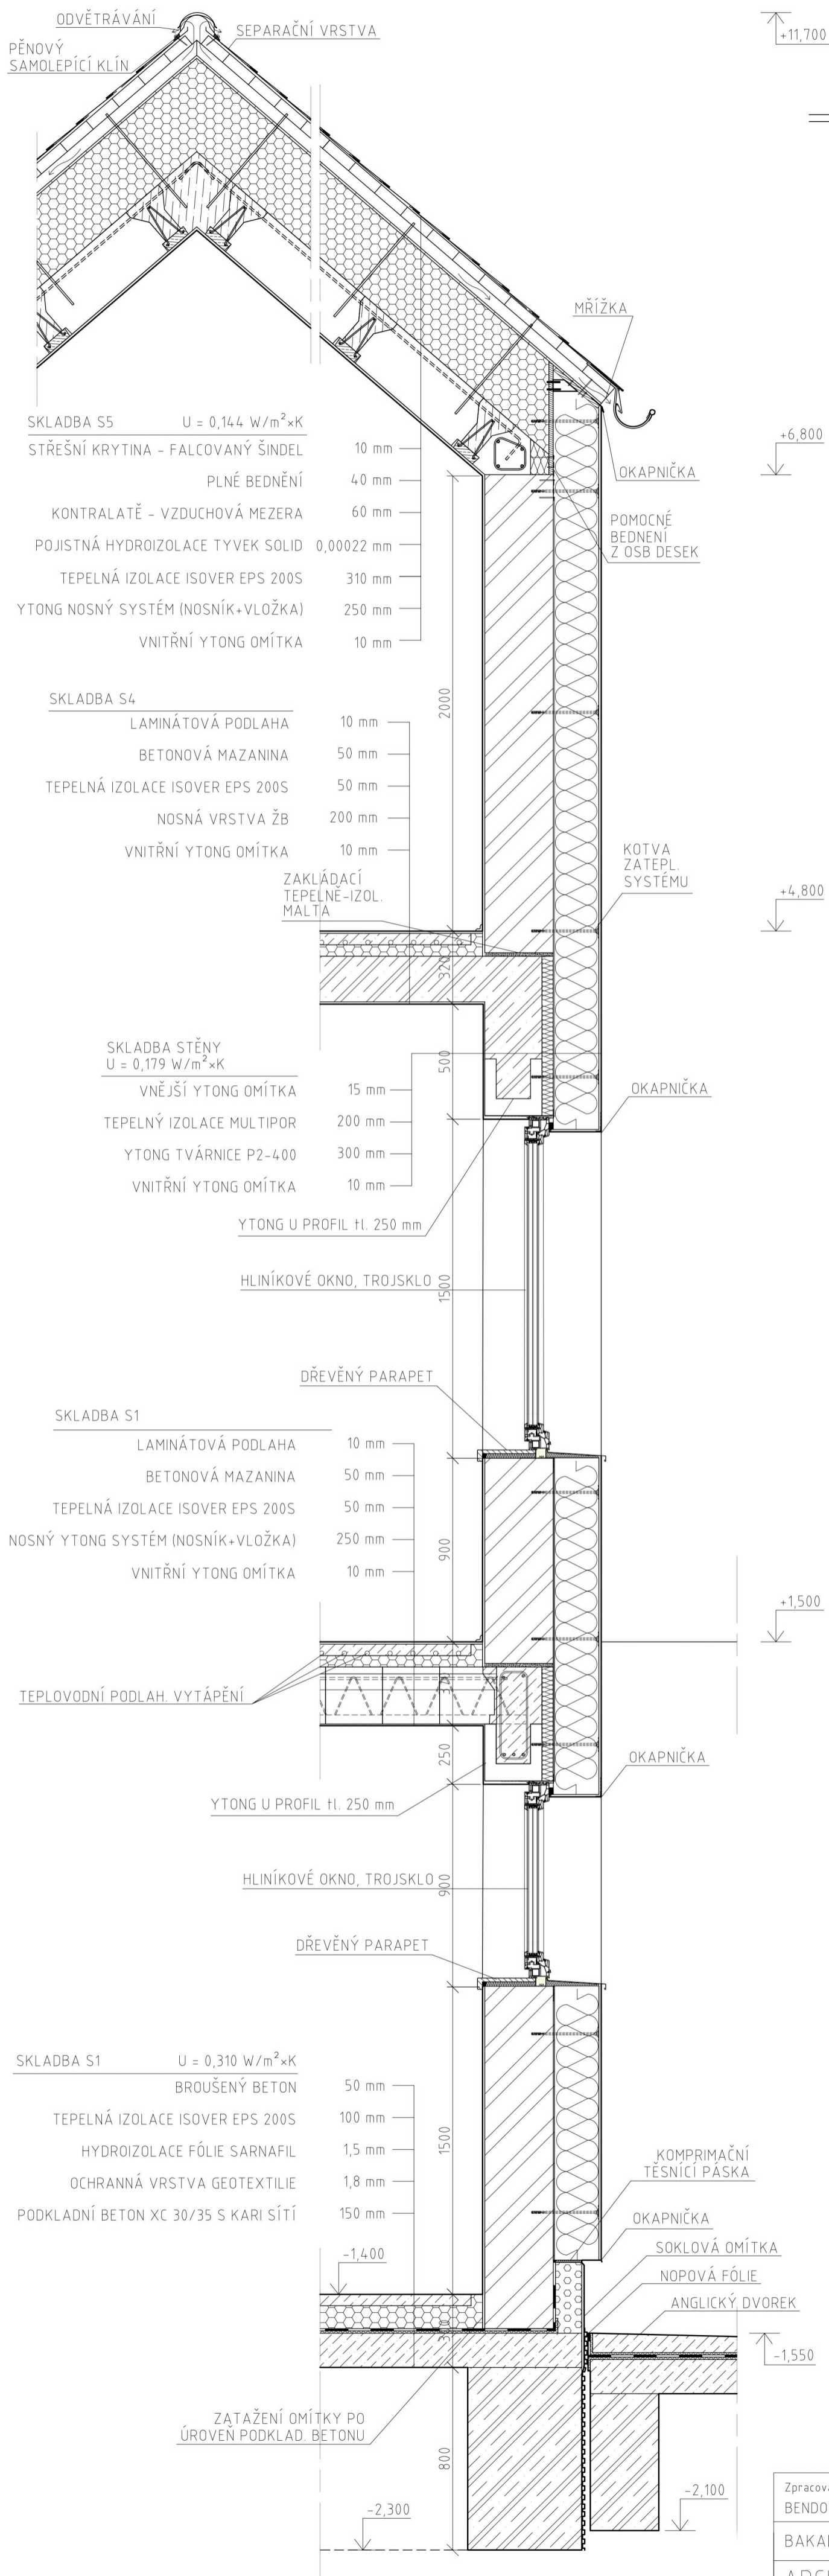 ODVĚTRÁVÁNÍ
SEPARAČNÍ VRSTVA
PĚNOVÝ
SAMOLEPÍCÍ KLÍN
+11,700
MŘÍŽKA
SKLADBA S5 U = 0,144 W/m²×K
STŘEŠNÍ KRYTINA - FALCOVANÝ ŠINDEL 10 mm
PLNÉ BEDNĚNÍ 40 mm
KONTRALATĚ - VZDUCHOVÁ MEZERA 60 mm
POJISTNÁ HYDROIZOLACE TYVEK SOLID 0,00022 mm
TEPELNÁ IZOLACE ISOVER EPS 200S 310 mm
YTONG NOSNÝ SYSTÉM (NOSNÍK+VLOŽKA) 250 mm
VNITŘNÍ YTONG OMÍTKA 10 mm
+6,800
OKAPNIČKA
POMOCNÉ
BEDNENÍ
Z OSB DESEK
2000
SKLADBA S4
LAMINÁTOVÁ PODLAHA 10 mm
BETONOVÁ MAZANINA 50 mm
TEPELNÁ IZOLACE ISOVER EPS 200S 50 mm
NOSNÁ VRSTVA ŽB 200 mm
VNITŘNÍ YTONG OMÍTKA 10 mm
ZAKLÁDACÍ
TEPELNĚ-IZOL.
MALTA
KOTVA
ZATEPL.
SYSTÉMU
+4,800
320
500
SKLADBA STĚNY
U = 0,179 W/m²×K
VNĚJŠÍ YTONG OMÍTKA 15 mm
TEPELNÝ IZOLACE MULTIPOR 200 mm
YTONG TVÁRNICE P2-400 300 mm
VNITŘNÍ YTONG OMÍTKA 10 mm
OKAPNIČKA
YTONG U PROFIL tl. 250 mm
HLINÍKOVÉ OKNO, TROJSKLO
1500
DŘEVĚNÝ PARAPET
SKLADBA S1
LAMINÁTOVÁ PODLAHA 10 mm
BETONOVÁ MAZANINA 50 mm
TEPELNÁ IZOLACE ISOVER EPS 200S 50 mm
NOSNÝ YTONG SYSTÉM (NOSNÍK+VLOŽKA) 250 mm
VNITŘNÍ YTONG OMÍTKA 10 mm
900
+1,500
TEPLOVODNÍ PODLAH. VYTÁPĚNÍ
250
OKAPNIČKA
YTONG U PROFIL tl. 250 mm
HLINÍKOVÉ OKNO, TROJSKLO
900
DŘEVĚNÝ PARAPET
SKLADBA S1 U = 0,310 W/m²×K
BROUŠENÝ BETON 50 mm
TEPELNÁ IZOLACE ISOVER EPS 200S 100 mm
HYDROIZOLACE FÓLIE SARNAFIL 1,5 mm
OCHRANNÁ VRSTVA GEOTEXTILIE 1,8 mm
PODKLADNÍ BETON XC 30/35 S KARI SÍTÍ 150 mm
1500
KOMPRIMAČNÍ
TĚSNÍCÍ PÁSKA
OKAPNIČKA
SOKLOVÁ OMÍTKA
NOPOVÁ FÓLIE
ANGLICKÝ DVOREK
-1,400
-1,550
ZATAŽENÍ OMÍTKY PO
ÚROVEŇ PODKLAD. BETONU
800
-2,300
-2,100
Zpracova
BENDO
BAKA